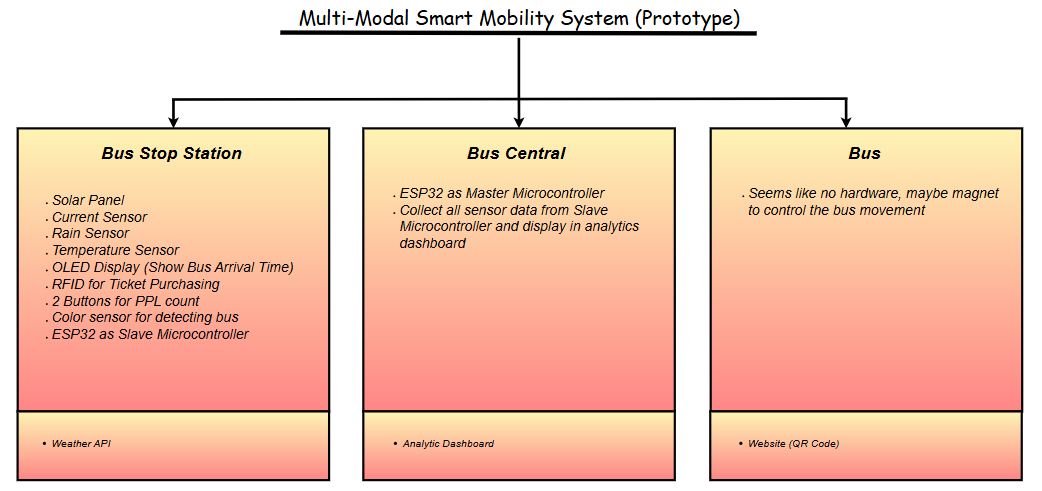 Multi-Modal Smart Mobility System (Prototype)
Bus Stop Station
. Solar Panel
. Current Sensor
. Rain Sensor
. Temperature Sensor
. OLED Display (Show Bus Arrival Time)
. RFID for Ticket Purchasing
. 2 Buttons for PPL count
. Color sensor for detecting bus
. ESP32 as Slave Microcontroller
• Weather API
Bus Central
. ESP32 as Master Microcontroller
. Collect all sensor data from Slave
Microcontroller and display in analytics
dashboard
• Analytic Dashboard
Bus
. Seems like no hardware, maybe magnet
to control the bus movement
• Website (QR Code)